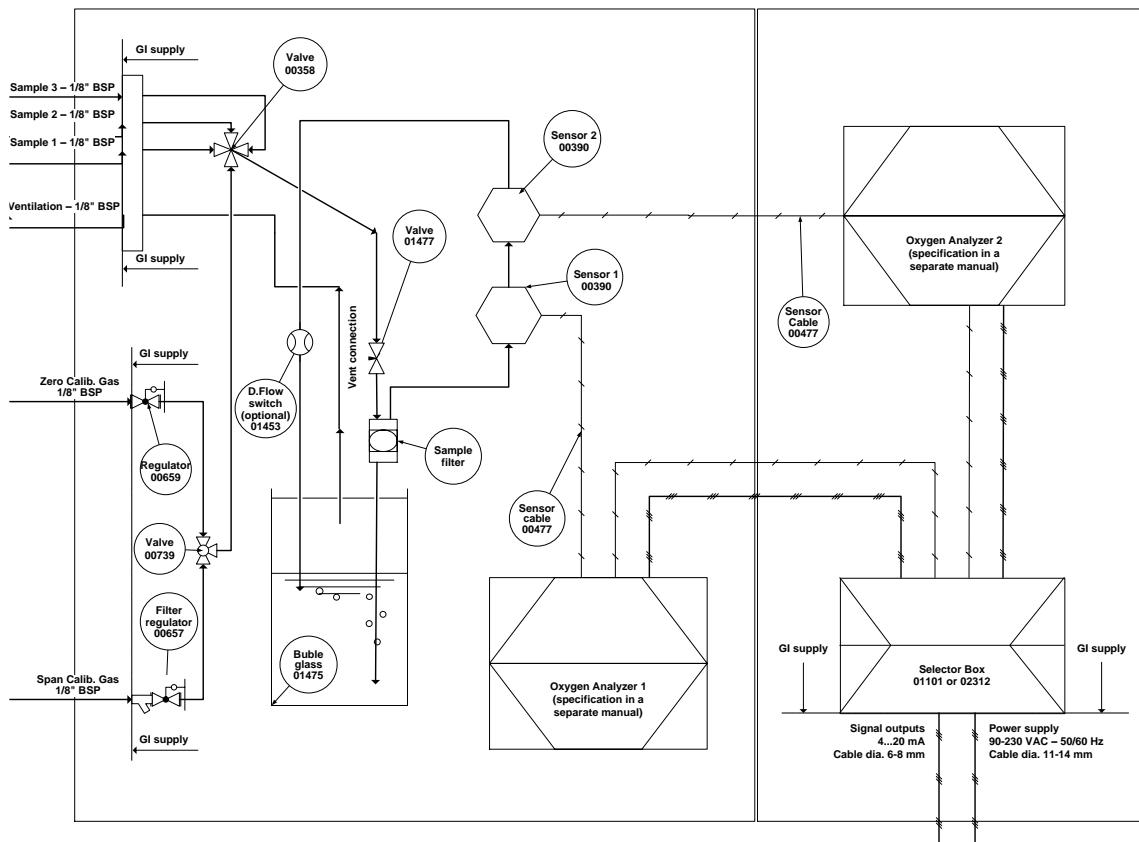 GI supply
Sample 3 – 1/8" BSP
Sample 2 – 1/8" BSP
Sample 1 – 1/8" BSP
Ventilation – 1/8" BSP
GI supply
Valve
00358
Sensor 2
00390
Valve
01477
Sensor 1
00390
Oxygen Analyzer 2
(specification in a
separate manual)
Sensor
Cable
00477
Vent connection
GI supply
Zero Calib. Gas
1/8" BSP
D.Flow
switch
(optional)
01453
Regulator
00659
Sample
filter
Sensor
cable
00477
Valve
00739
Filter
regulator
00657
Span Calib. Gas
1/8" BSP
GI supply
Buble
glass
01475
Oxygen Analyzer 1
(specification in a
separate manual)
GI supply
Selector Box
01101 or 02312
GI supply
Signal outputs
4...20 mA
Cable dia. 6-8 mm
Power supply
90-230 VAC – 50/60 Hz
Cable dia. 11-14 mm